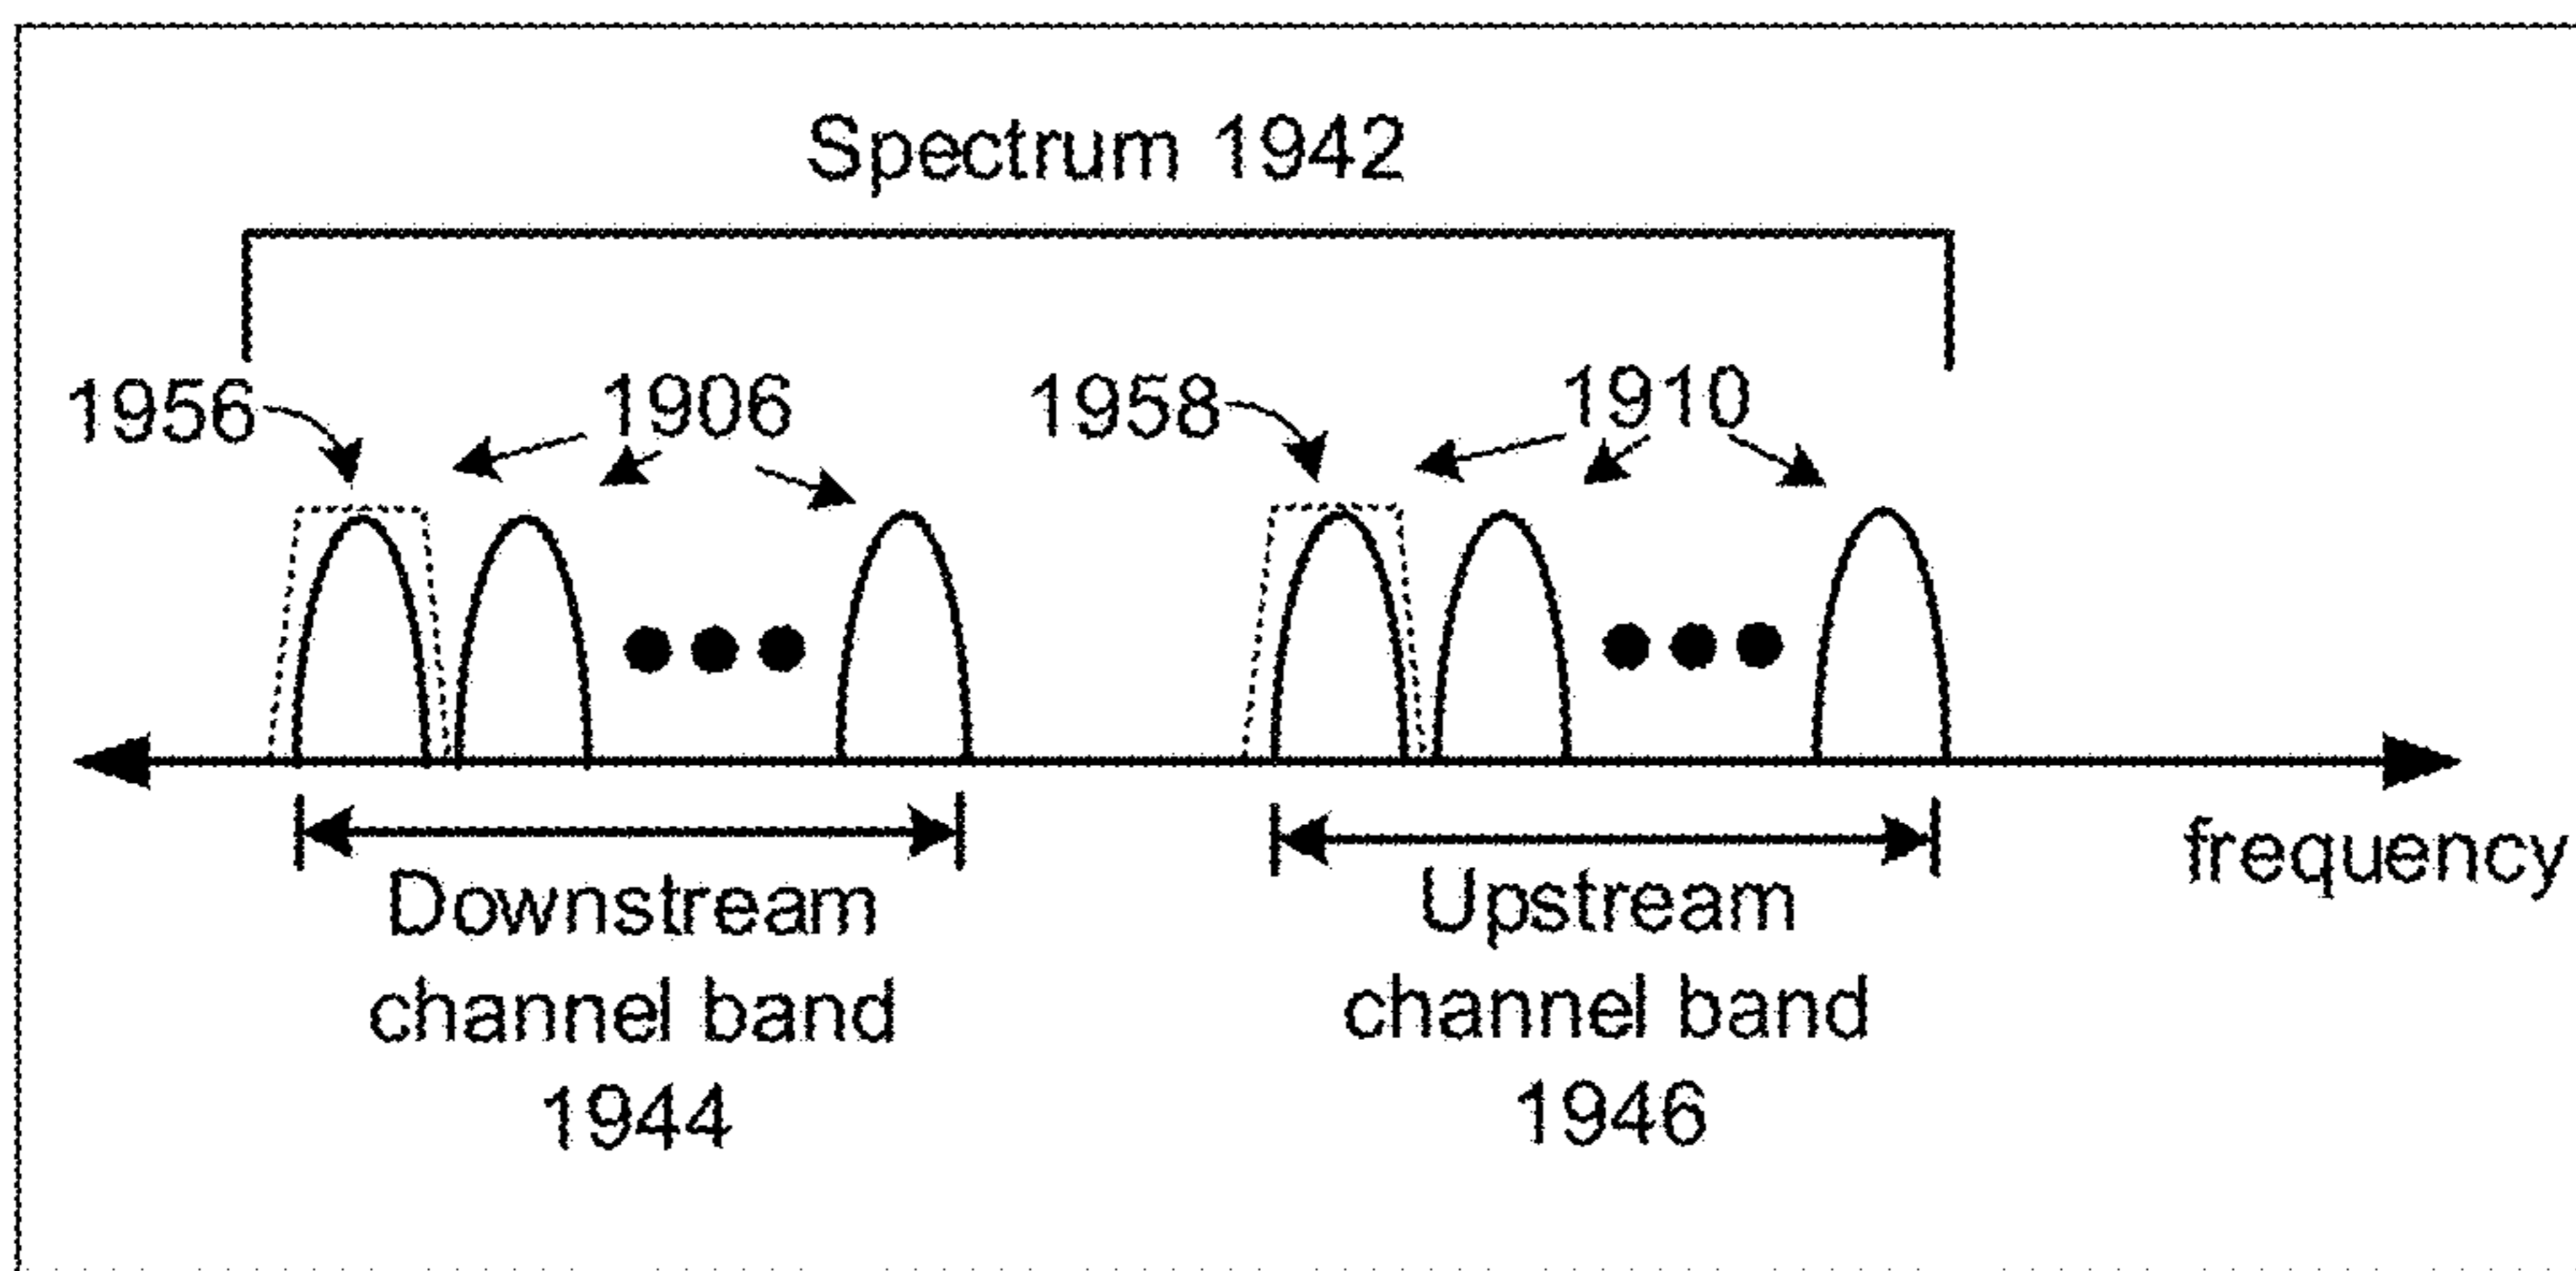 Spectrum 1942
1956
1906
1958
1910
frequency
Downstream
channel band
1944
Upstream
channel band
1946